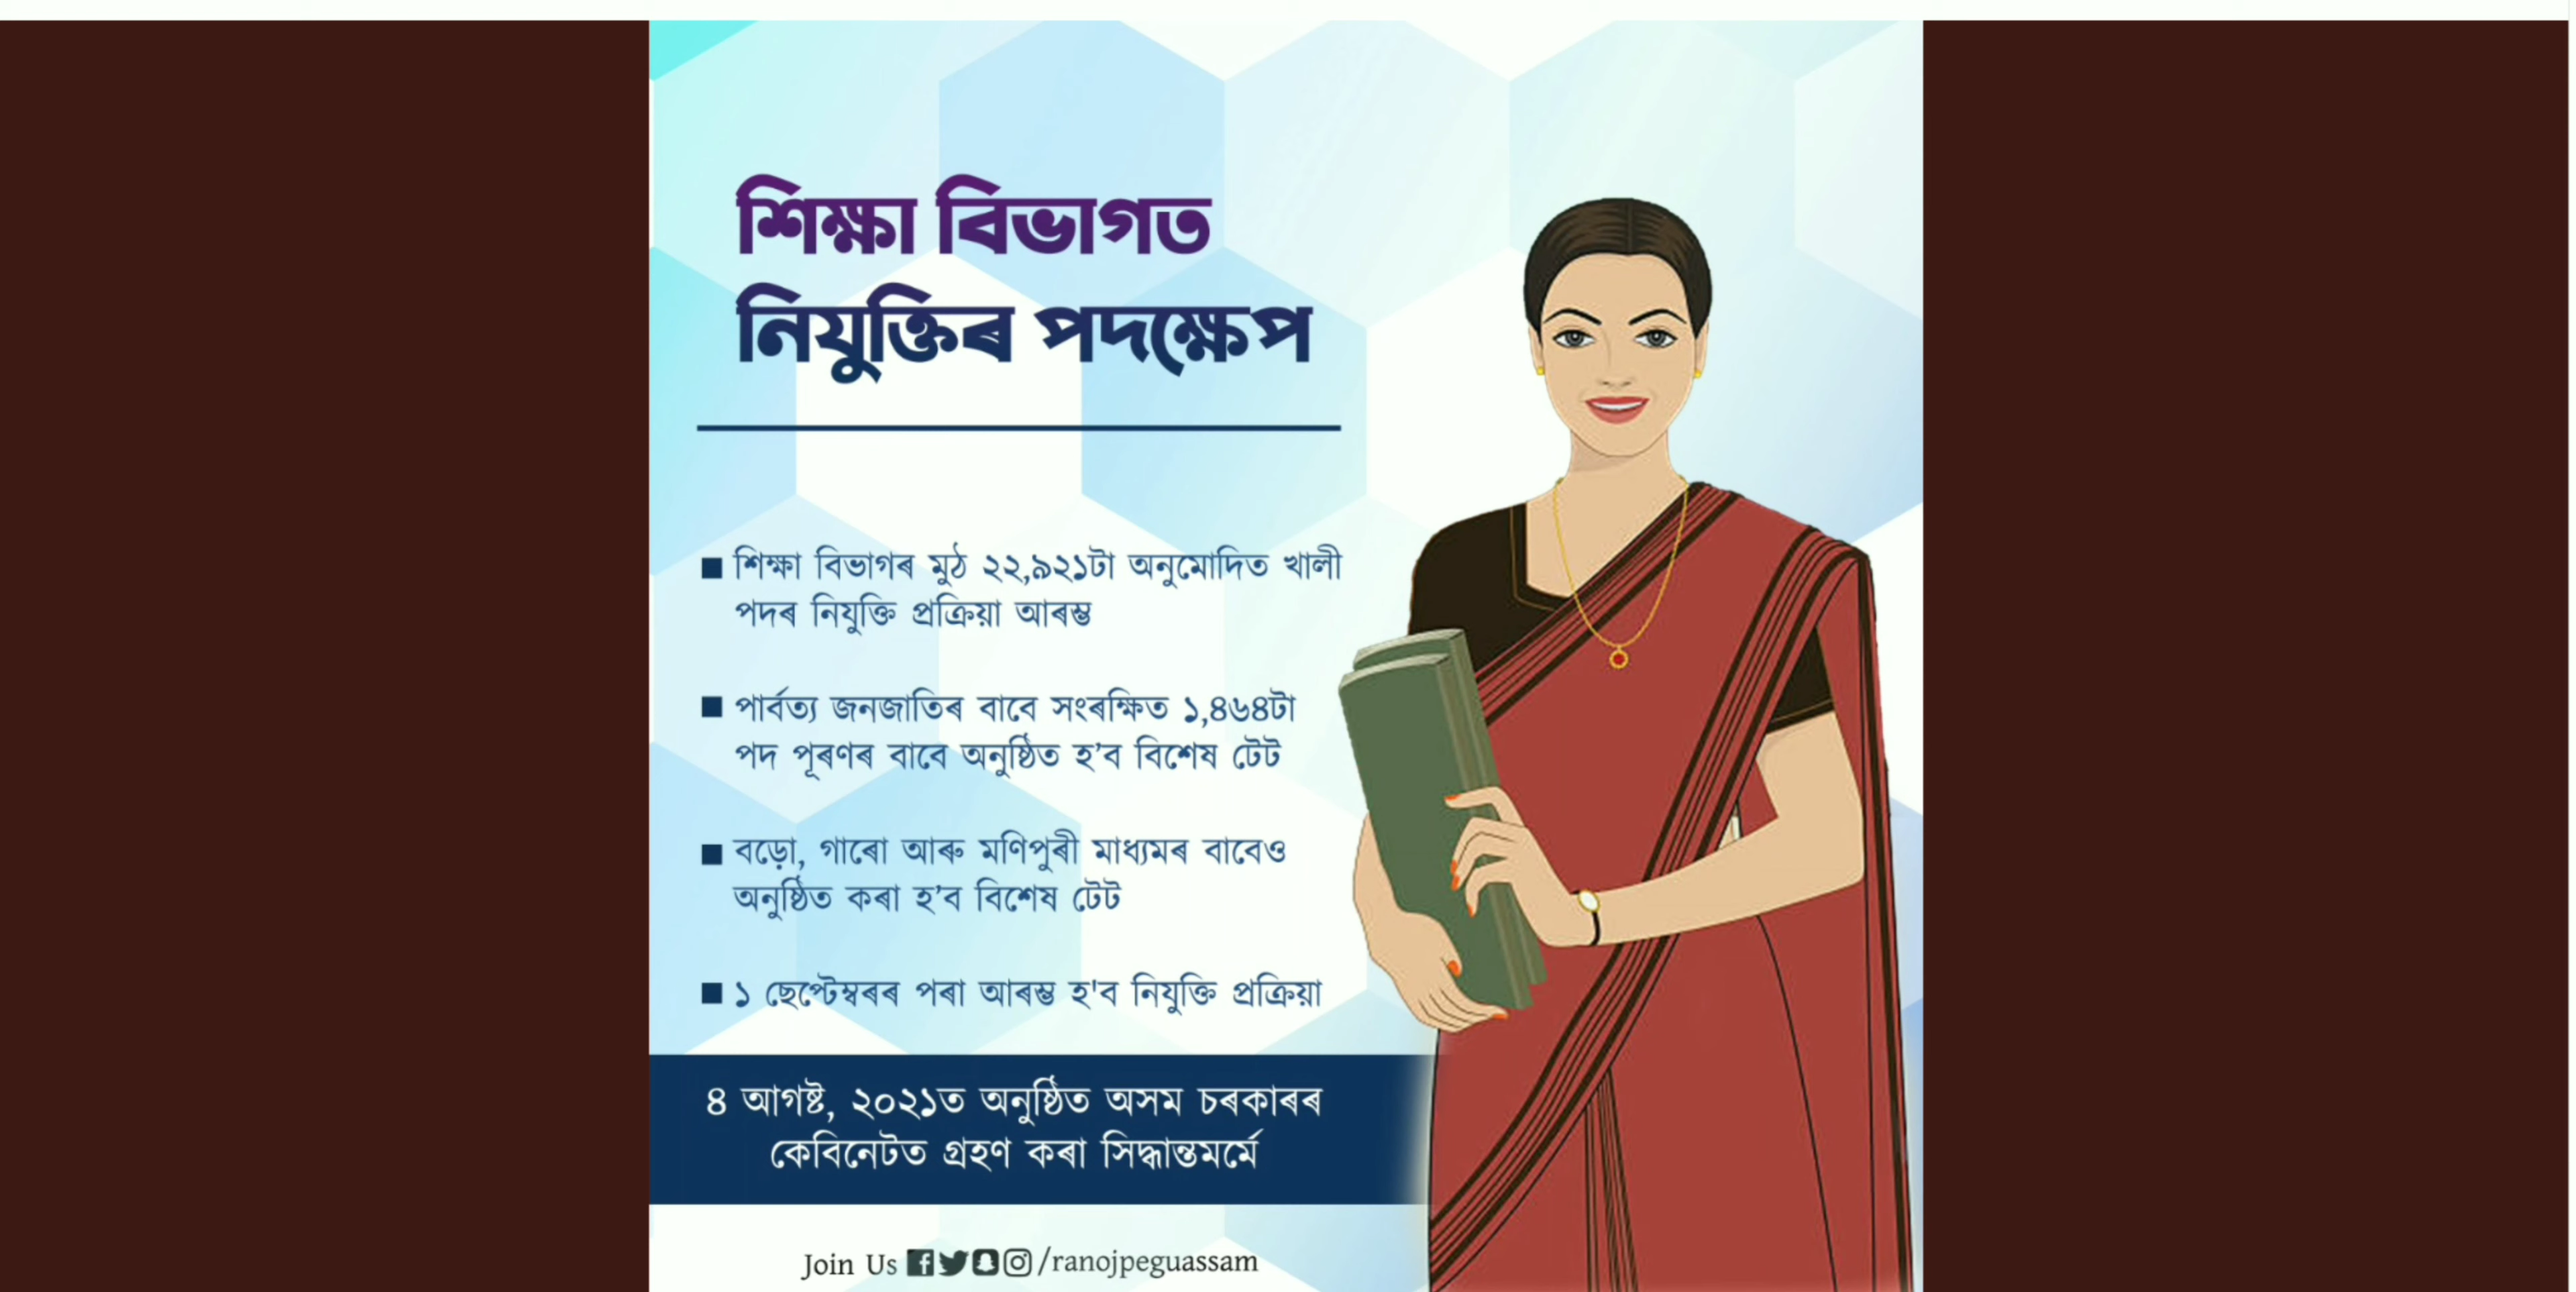 শিক্ষা বিভাগত
নিযুক্তিৰ পদক্ষেপ
■ শিক্ষা বিভাগৰ মুঠ ২২,৯২১টা অনুমোদিত খালী
পদৰ নিযুক্তি প্ৰক্ৰিয়া আৰম্ভ
■ পাৰ্বত্য জনজাতিৰ বাবে সংৰক্ষিত ১,৪৬৪টা
পদ পূৰণৰ বাবে অনুষ্ঠিত হ’ব বিশেষ টেট
■ বড়ো, গাৰো আৰু মণিপুৰী মাধ্যমৰ বাবেও
অনুষ্ঠিত কৰা হ’ব বিশেষ টেট
■ ১ ছেপ্টেম্বৰৰ পৰা আৰম্ভ হ'ব নিযুক্তি প্ৰক্ৰিয়া
৪ আগষ্ট, ২০২১ত অনুষ্ঠিত অসম চৰকাৰৰ
কেবিনেটত গ্ৰহণ কৰা সিদ্ধান্তমৰ্মে
Join Us /ranojpeguassam